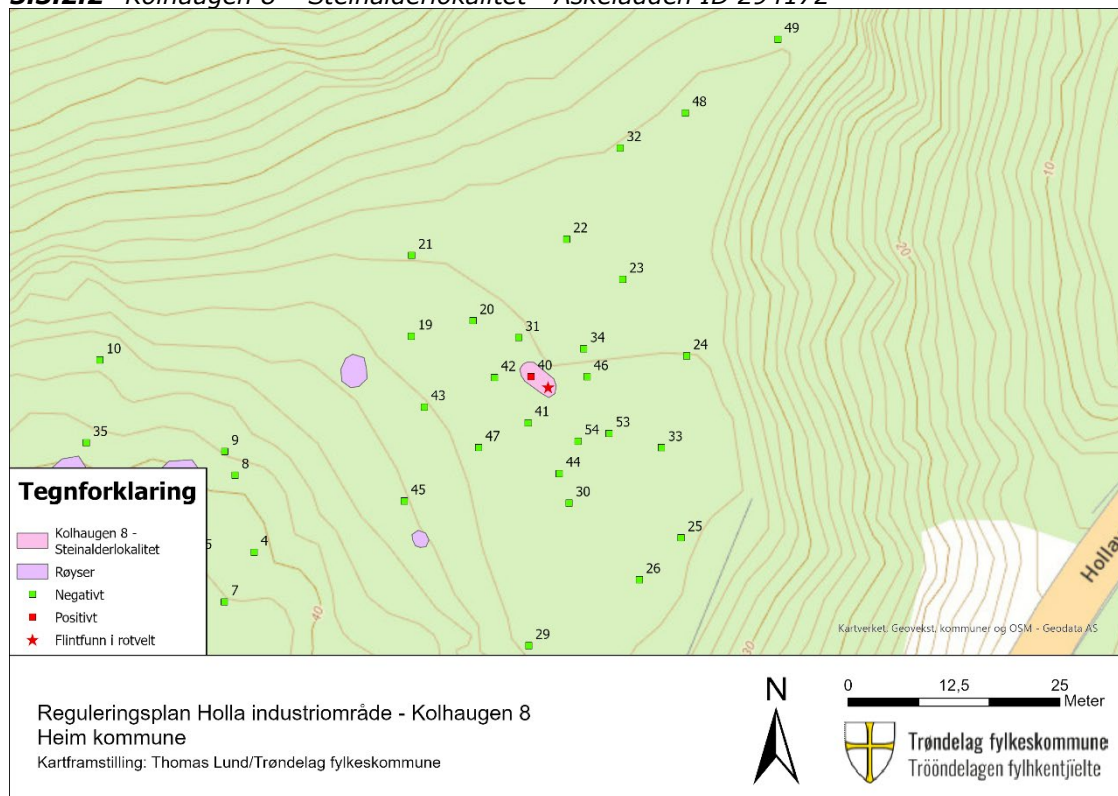 Kolhaugen 8 – Steinalderlokalitet - Askeladden ID 294172
49
48
32
22
21
23
20
19
31
34
24
10
42
40
46
10
43
41
35
47
54
53
33
9
8
44
30
45
25
4
26
7
40
29
20
30
Hollav
Tegnforklaring
Kolhaugen 8 -
Steinalderlokalitet
Røyser
Negativt
Positivt
Flintfunn i rotvelt
Kartverket, Geovekst, kommuner og OSM - Geodata AS
Reguleringsplan Holla industriområde - Kolhaugen 8
Heim kommune
Kartframstilling: Thomas Lund/Trøndelag fylkeskommune
N
0 12,5 25
Meter
Trøndelag fylkeskommune
Trööndelagen fylhkentjïelte